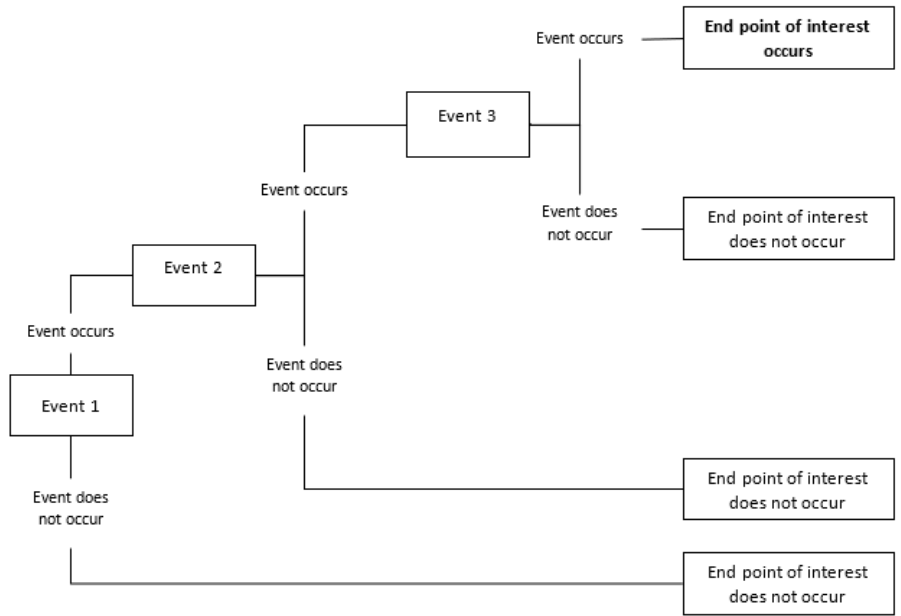 Event occurs
End point of interest
occurs
Event 3
Event occurs
Event does
not occur
End point of interest
does not occur
Event 2
Event occurs
Event does
not occur
Event 1
End point of interest
does not occur
Event does
not occur
End point of interest
does not occur